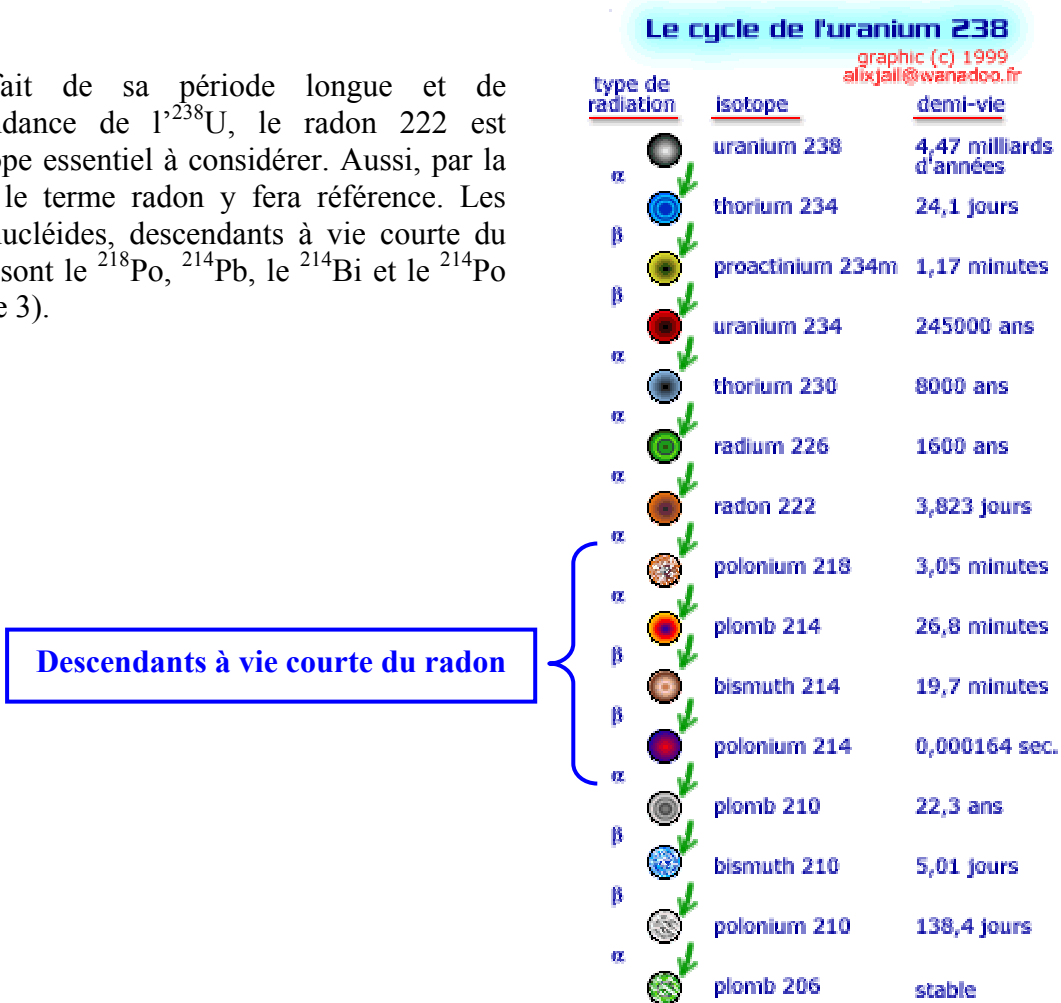 Le cycle de l'uranium 238
graphic (c) 1999
alixjail@wanadoo.fr
fait de sa période longue et de
ndance de l’²³⁸U, le radon 222 est
ppe essentiel à considérer. Aussi, par la
le terme radon y fera référence. Les
nucléides, descendants à vie courte du
sont le ²¹⁸Po, ²¹⁴Pb, le ²¹⁴Bi et le ²¹⁴Po
e 3).
type de
radiation isotope demi-vie
uranium 238 4,47 milliards
d'années
α
thorium 234 24,1 jours
β
proactinium 234m 1,17 minutes
β
uranium 234 245000 ans
α
thorium 230 8000 ans
α
radium 226 1600 ans
α
radon 222 3,823 jours
α
polonium 218 3,05 minutes
α
plomb 214 26,8 minutes
β
Descendants à vie courte du radon
bismuth 214 19,7 minutes
β
polonium 214 0,000164 sec.
α
plomb 210 22,3 ans
β
bismuth 210 5,01 jours
β
polonium 210 138,4 jours
α
plomb 206 stable